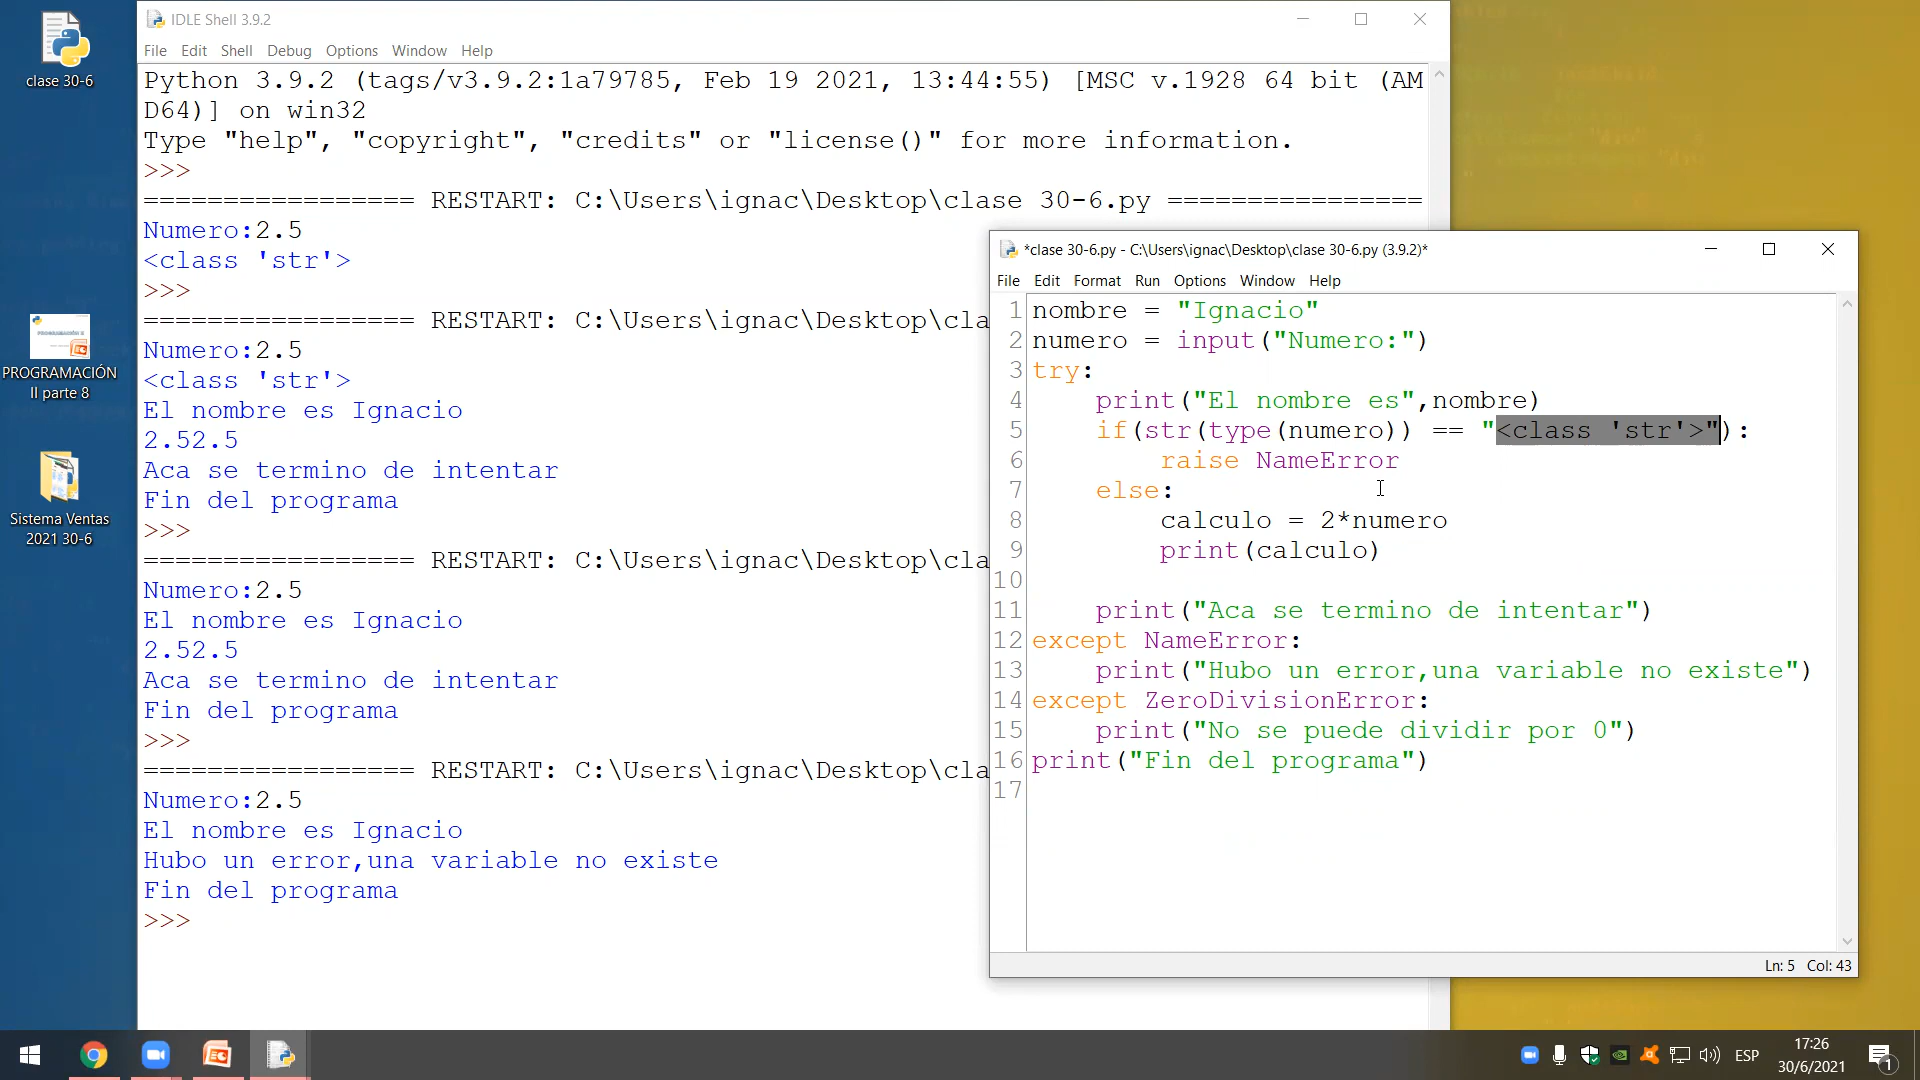 clase 30-6
PROGRAMACIÓN
II parte 8
Sistema Ventas
2021 30-6
IDLE Shell 3.9.2
File Edit Shell Debug Options Window Help
Python 3.9.2 (tags/v3.9.2:1a79785, Feb 19 2021, 13:44:55) [MSC v.1928 64 bit (AM
D64)] on win32
Type "help", "copyright", "credits" or "license()" for more information.
>>>
================= RESTART: C:\Users\ignac\Desktop\clase 30-6.py ================
Numero:2.5
<class 'str'>
>>>
================= RESTART: C:\Users\ignac\Desktop\cla
Numero:2.5
<class 'str'>
El nombre es Ignacio
2.52.5
Aca se termino de intentar
Fin del programa
>>>
================= RESTART: C:\Users\ignac\Desktop\cla
Numero:2.5
El nombre es Ignacio
2.52.5
Aca se termino de intentar
Fin del programa
>>>
================= RESTART: C:\Users\ignac\Desktop\cla
Numero:2.5
El nombre es Ignacio
Hubo un error,una variable no existe
Fin del programa
>>>
*clase 30-6.py - C:\Users\ignac\Desktop\clase 30-6.py (3.9.2)*
File Edit Format Run Options Window Help
1 nombre = "Ignacio"
2 numero = input("Numero:")
3 try:
4     print("El nombre es",nombre)
5     if(str(type(numero)) == "<class 'str'>"):
6         raise NameError
7     else:
8         calculo = 2*numero
9         print(calculo)
10
11     print("Aca se termino de intentar")
12 except NameError:
13     print("Hubo un error,una variable no existe")
14 except ZeroDivisionError:
15     print("No se puede dividir por 0")
16 print("Fin del programa")
17
Ln: 5 Col: 43
ESP
17:26
30/6/2021
1